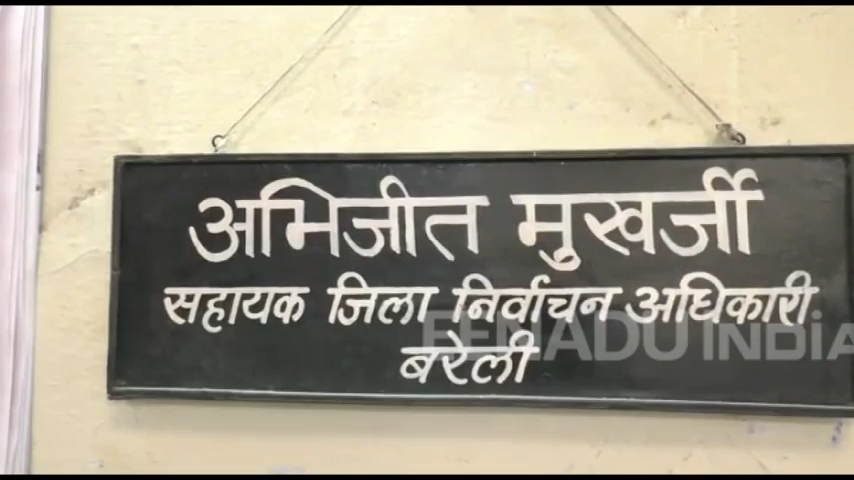 अभिजीत मुखर्जी
सहायक जिला निर्वाचन अधिकारी
बरेली
EENADU INDIA